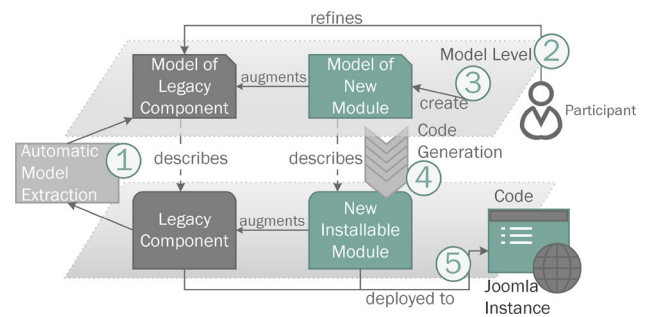 refines
Model Level
2
Model of
Legacy
Component
augments
Model of
New
Module
3
create
Participant
Automatic
Model
Extraction
1
describes
describes
Code
Generation
4
Legacy
Component
augments
New
Installable
Module
Code
5
deployed to
Joomla
Instance